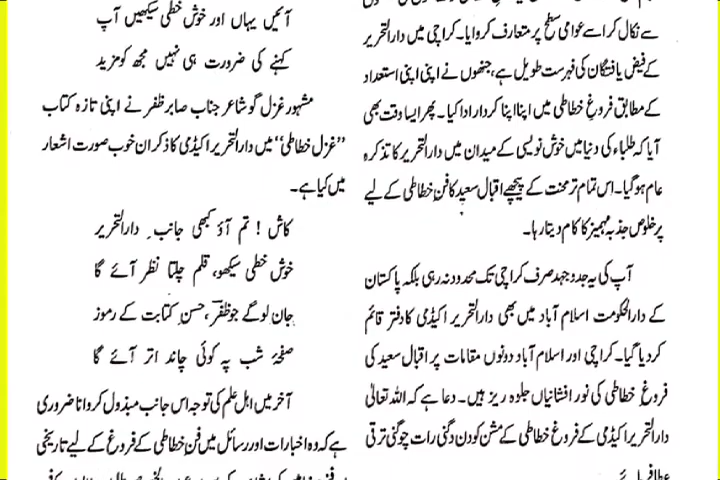 سے نکال کر اسے عوامی سطح پر متعارف کروایا۔ کراچی میں دارالتحریر
کے فیض یافتگان کی فہرست طویل ہے، جنھوں نے اپنی اپنی استعداد
کے مطابق فروغِ خطاطی میں اپنا اپنا کردار ادا کیا۔ پھر ایسا وقت بھی
آیا کہ طلباء کی دنیا میں خوش نویسی کے میدان میں دارالتحریر کا تذکرہ
عام ہو گیا۔ اس تمام تر محنت کے پیچھے اقبال سعید کا فنِ خطاطی کے لیے
پر خلوص جذبہ مہمیز کا کام دیتا رہا۔
آپ کی یہ جدوجہد صرف کراچی تک محدود نہ رہی بلکہ پاکستان
کے دارالحکومت اسلام آباد میں بھی دارالتحریر اکیڈمی کا دفتر قائم
کر دیا گیا۔ کراچی اور اسلام آباد دونوں مقامات پر اقبال سعید کی
فروغِ خطاطی کی نور افشانیاں جلوہ ریز ہیں۔ دعا ہے کہ اللہ تعالیٰ
دارالتحریر اکیڈمی کے فروغِ خطاطی کے مشن کو دن دگنی رات چوگنی ترقی
آئیں یہاں اور خوش خطی سیکھیں آپ
کہنے کی ضرورت ہی نہیں مجھ کو مزید
مشہور غزل گو شاعر جناب صابر ظفر نے اپنی تازہ کتاب
”غزل خطاطی“ میں دارالتحریر اکیڈمی کا ذکر ان خوب صورت اشعار
میں کیا ہے۔
کاش ! تم آؤ کبھی جانبِ دارالتحریر
خوش خطی سیکھو، قلم چلتا نظر آئے گا
جان لو گے جو ظفرؔ، حسنِ کتابت کے رموز
صفحۂ شب پہ کوئی چاند اتر آئے گا
آخر میں اہلِ علم کی توجہ اس جانب مبذول کروانا ضروری
ہے کہ وہ اخبارات اور رسائل میں فنِ خطاطی کے فروغ کے لیے تاریخی